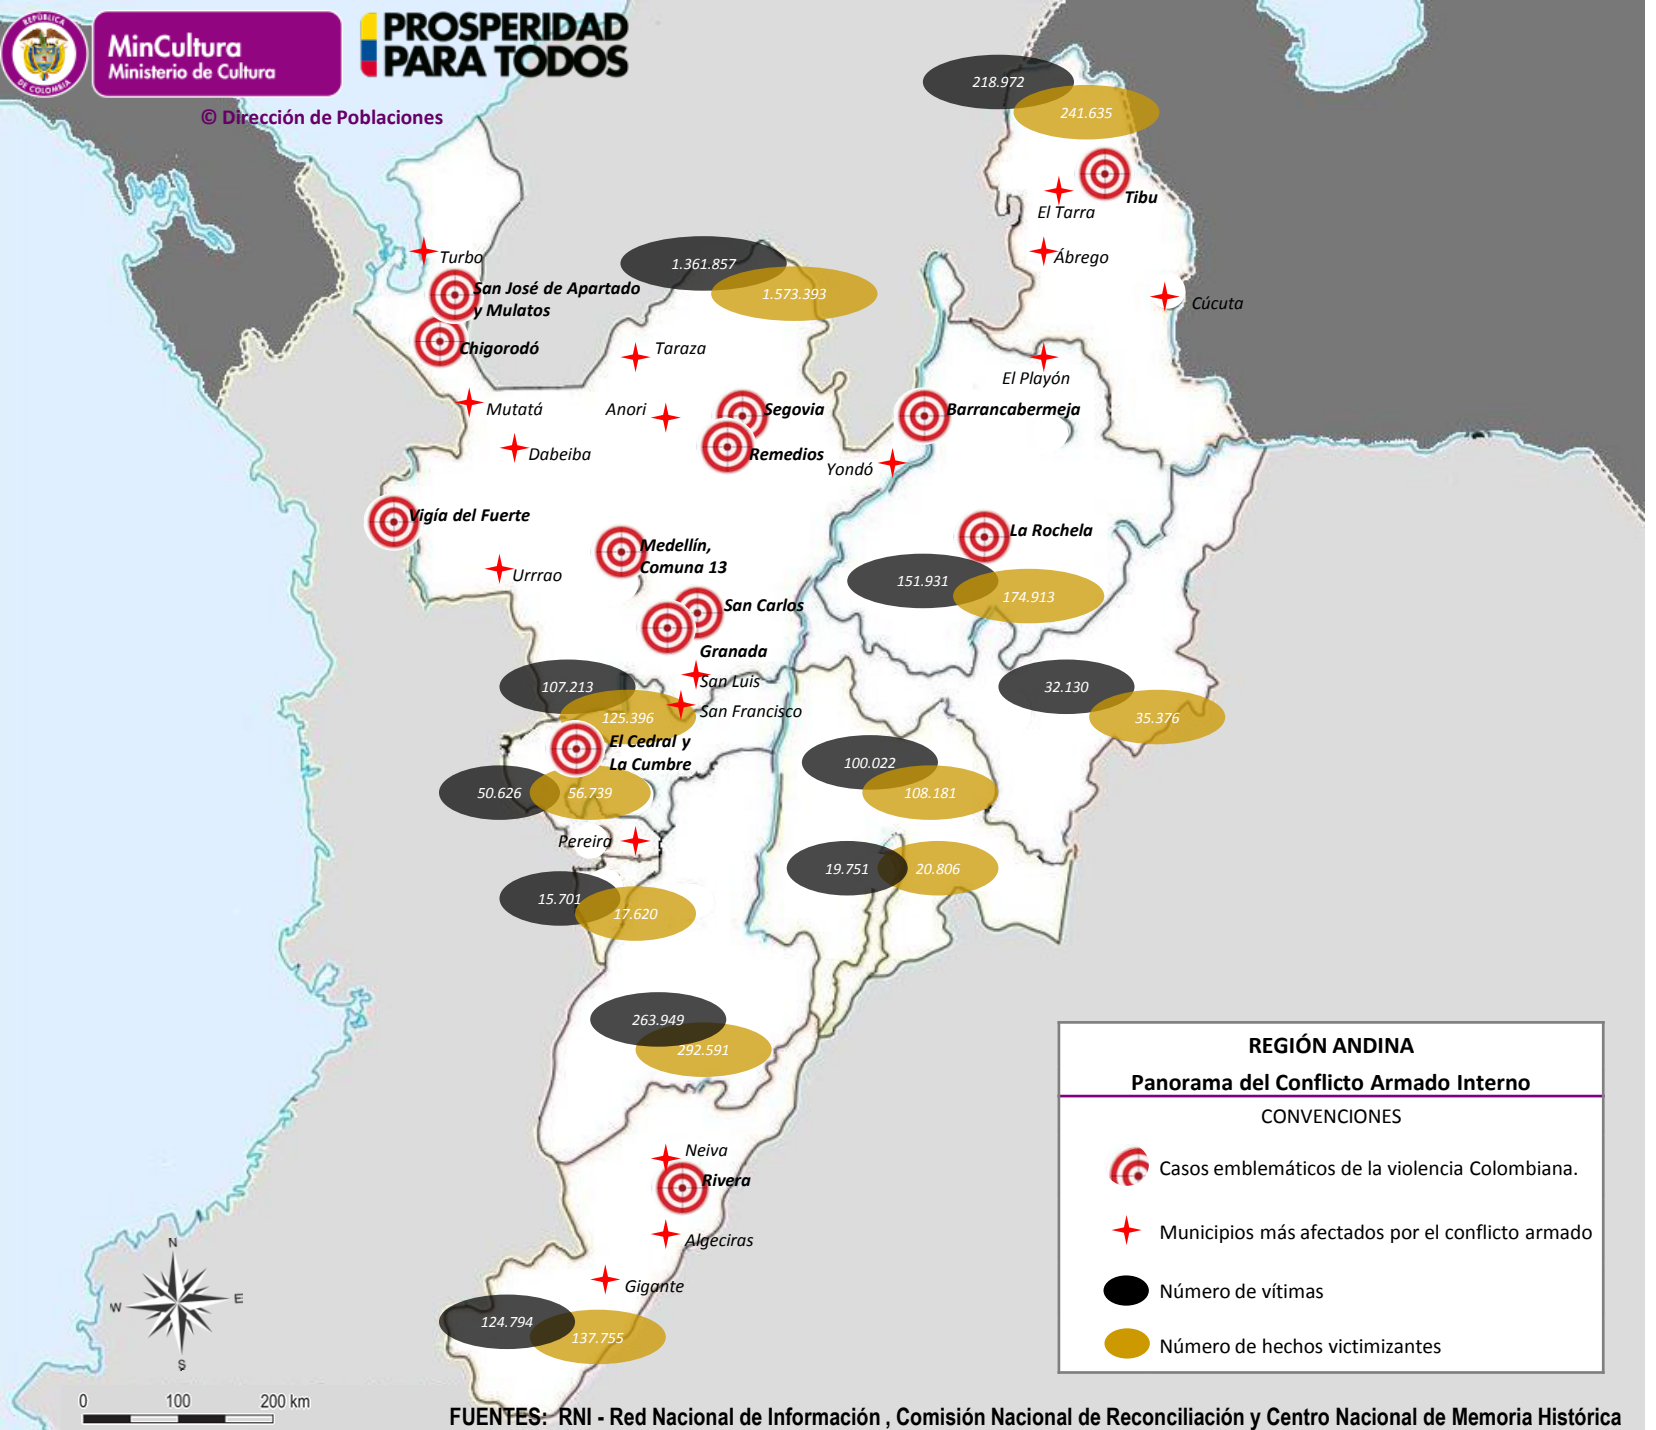 REPÚBLICA
DE COLOMBIA
MinCultura
Ministerio de Cultura
PROSPERIDAD
PARA TODOS
© Dirección de Poblaciones
218.972
241.635
Tibu
El Tarra
Ábrego
Cúcuta
Turbo
San José de Apartado
y Mulatos
Chigorodó
1.361.857
1.573.393
Taraza
El Playón
Mutatá
Anori
Segovia
Barrancabermeja
Dabeiba
Remedios
Yondó
Vigía del Fuerte
Medellín,
Comuna 13
La Rochela
Urrrao
151.931
174.913
San Carlos
Granada
San Luis
San Francisco
107.213
125.396
32.130
35.376
El Cedral y
La Cumbre
100.022
108.181
50.626
56.739
Pereira
19.751
20.806
15.701
17.620
263.949
292.591
Neiva
Rivera
Algeciras
Gigante
124.794
137.755
REGIÓN ANDINA
Panorama del Conflicto Armado Interno
CONVENCIONES
Casos emblemáticos de la violencia Colombiana.
Municipios más afectados por el conflicto armado
Número de vítimas
Número de hechos victimizantes
N
W
E
S
0 100 200 km
FUENTES: RNI - Red Nacional de Información , Comisión Nacional de Reconciliación y Centro Nacional de Memoria Histórica